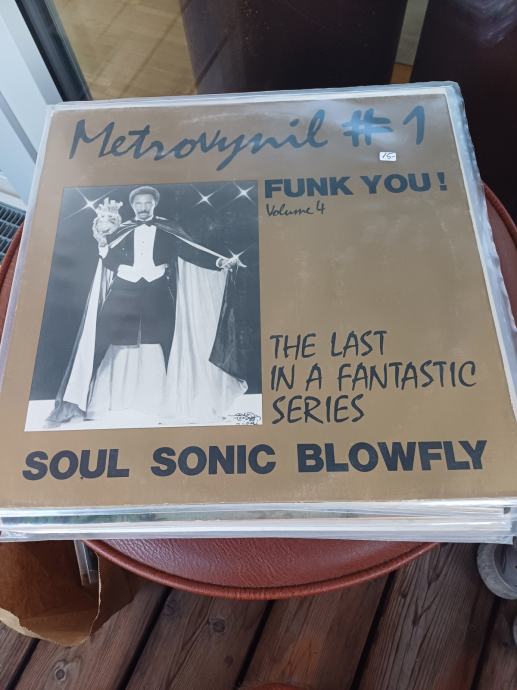 Metrovynil #1
15-
FUNK YOU!
Volume 4
THE LAST
IN A FANTASTIC
SERIES
SOUL SONIC BLOWFLY